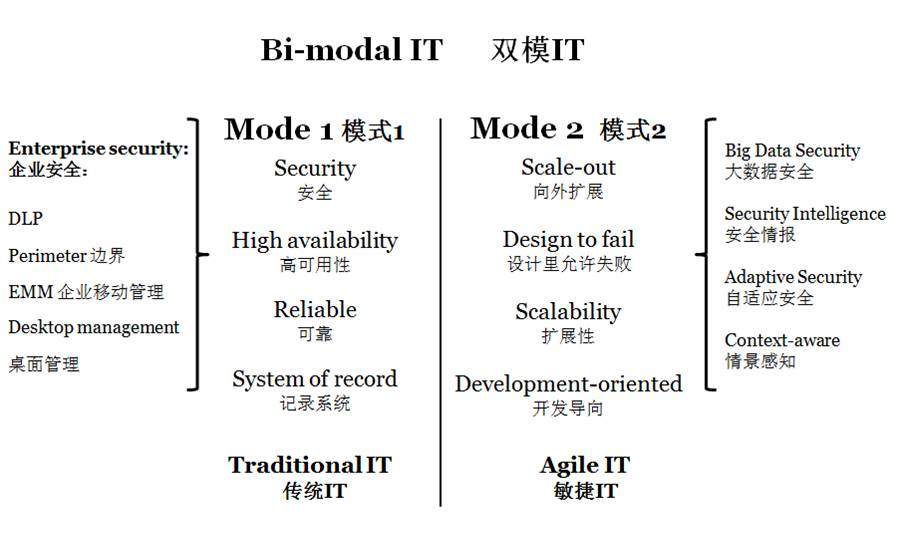 Bi-modal IT 双模IT
Enterprise security:
企业安全:
DLP
Perimeter 边界
EMM 企业移动管理
Desktop management
桌面管理
Mode 1 模式1
Security
安全
High availability
高可用性
Reliable
可靠
System of record
记录系统
Traditional IT
传统IT
Mode 2 模式2
Scale-out
向外扩展
Design to fail
设计里允许失败
Scalability
扩展性
Development-oriented
开发导向
Agile IT
敏捷IT
Big Data Security
大数据安全
Security Intelligence
安全情报
Adaptive Security
自适应安全
Context-aware
情景感知